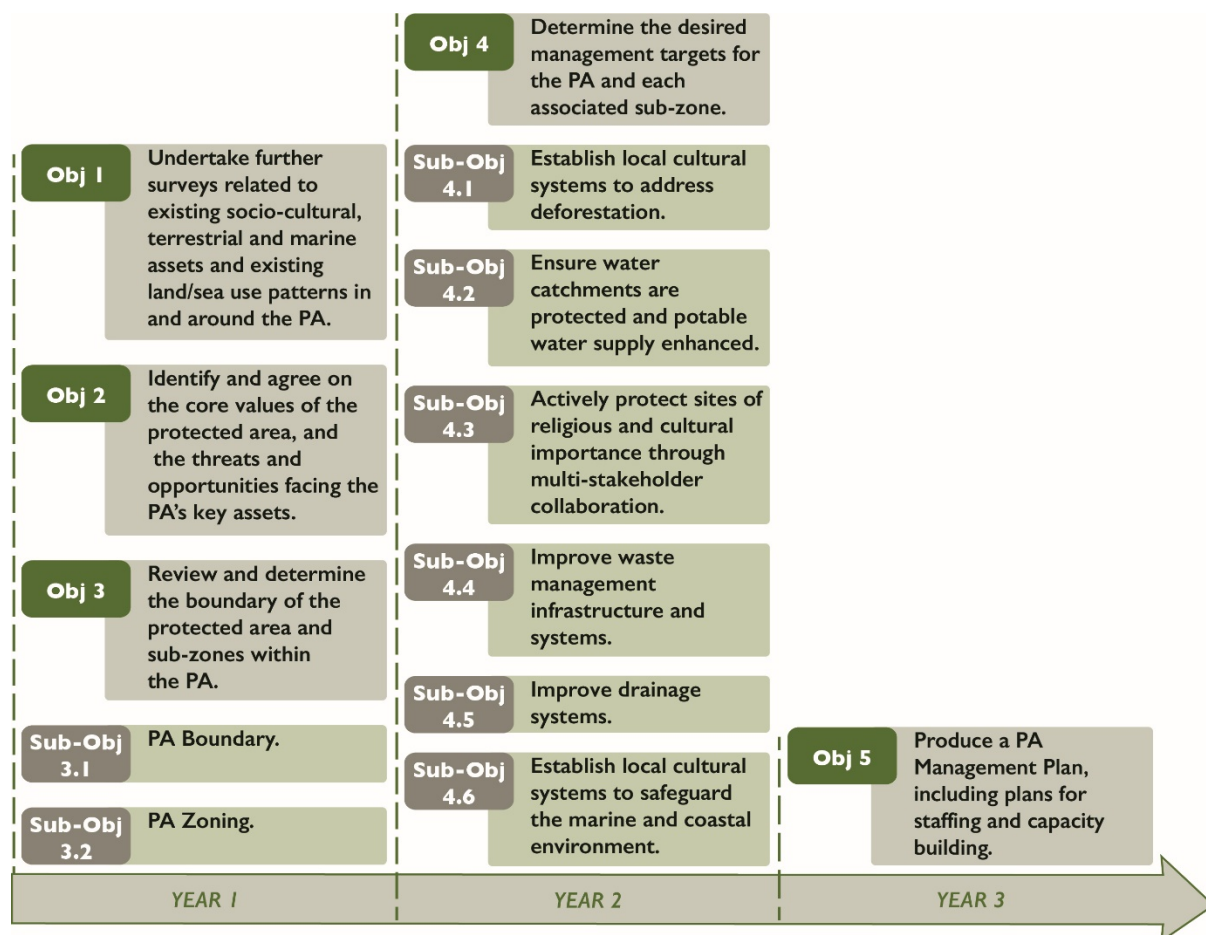 Obj 1
Undertake further
surveys related to
existing socio-cultural,
terrestrial and marine
assets and existing
land/sea use patterns in
and around the PA.
Obj 2
Identify and agree on
the core values of the
protected area, and
the threats and
opportunities facing the
PA's key assets.
Obj 3
Review and determine
the boundary of the
protected area and
sub-zones within
the PA.
Sub-Obj
3.1
PA Boundary.
Sub-Obj
3.2
PA Zoning.
Obj 4
Determine the desired
management targets for
the PA and each
associated sub-zone.
Sub-Obj
4.1
Establish local cultural
systems to address
deforestation.
Sub-Obj
4.2
Ensure water
catchments are
protected and potable
water supply enhanced.
Sub-Obj
4.3
Actively protect sites of
religious and cultural
importance through
multi-stakeholder
collaboration.
Sub-Obj
4.4
Improve waste
management
infrastructure and
systems.
Sub-Obj
4.5
Improve drainage
systems.
Sub-Obj
4.6
Establish local cultural
systems to safeguard
the marine and coastal
environment.
Obj 5
Produce a PA
Management Plan,
including plans for
staffing and capacity
building.
YEAR 1
YEAR 2
YEAR 3